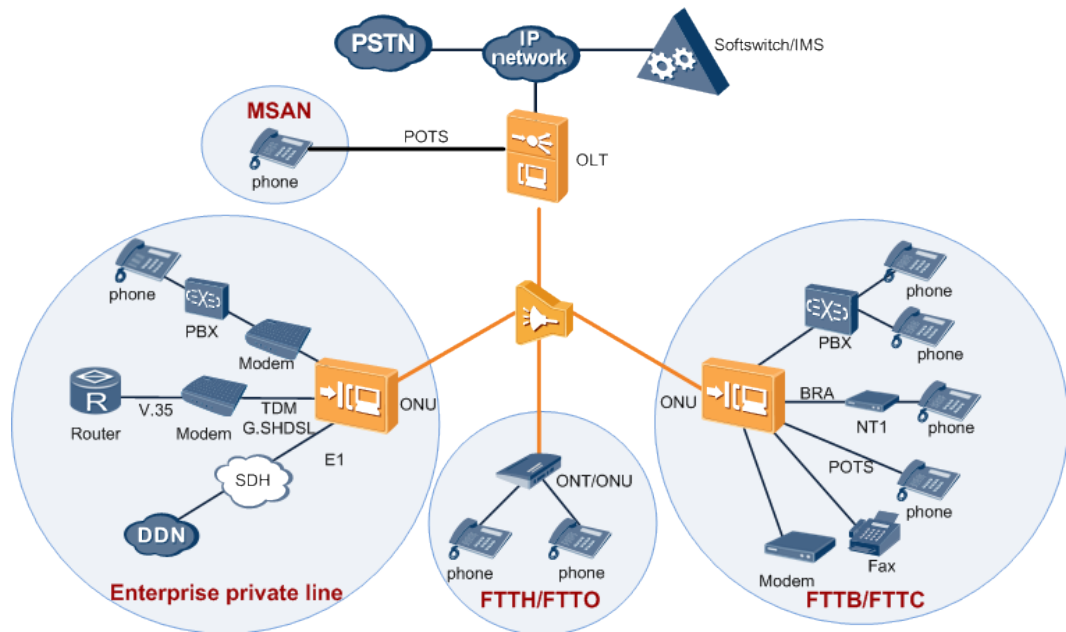 PSTN
IP
network
Softswitch/IMS
MSAN
phone
POTS
OLT
phone
PBX
Modem
Router
V.35
Modem
TDM
G.SHDSL
ONU
E1
SDH
DDN
Enterprise private line
ONT/ONU
phone
phone
FTTH/FTTO
ONU
PBX
phone
phone
BRA
NT1
phone
POTS
phone
Modem
Fax
FTTB/FTTC